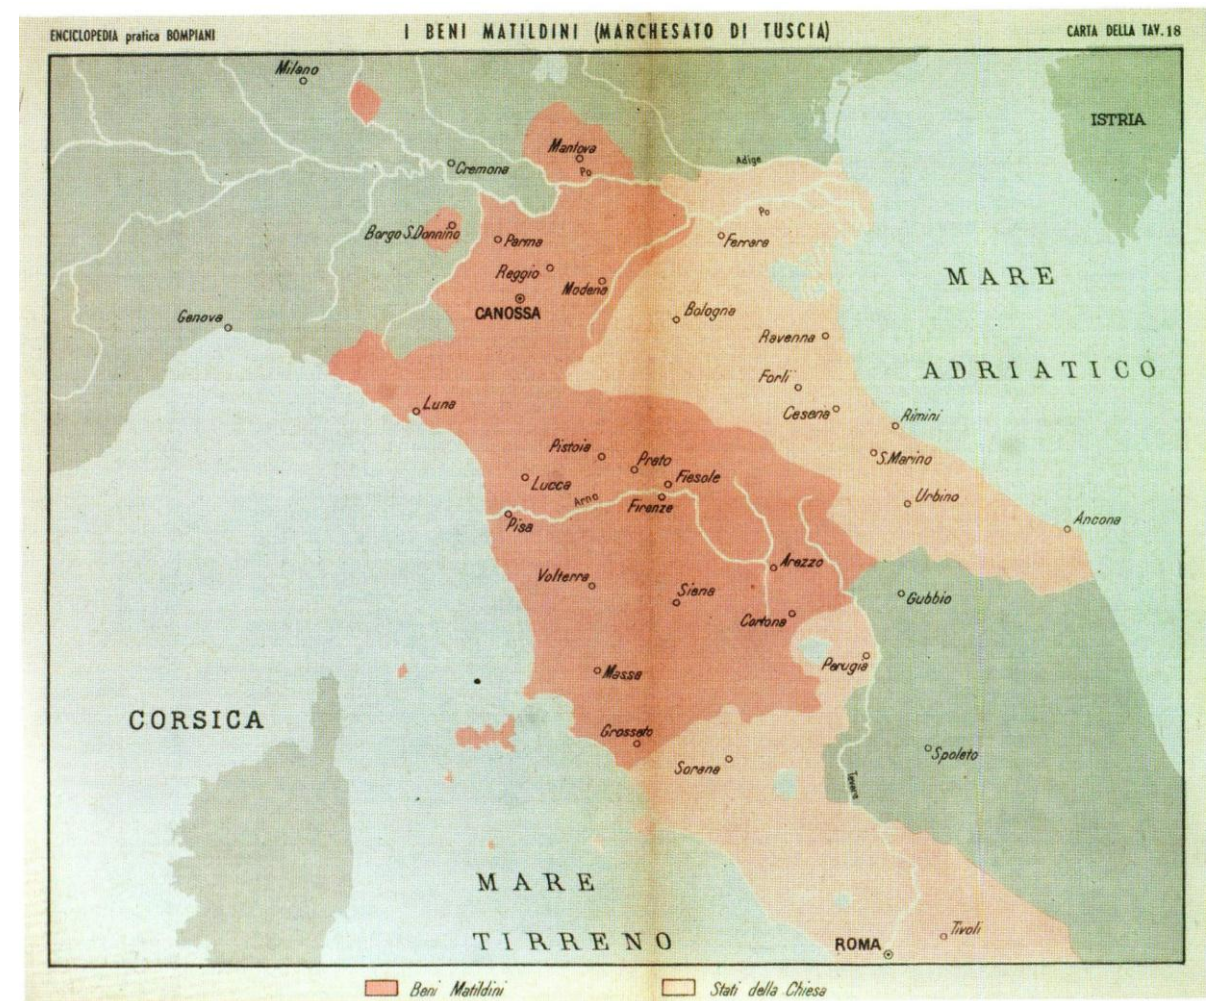 ENCICLOPEDIA pratica BOMPIANI
I BENI MATILDINI (MARCHESATO DI TUSCIA)
CARTA DELLA TAV. 18
Milano
ISTRIA
Mantova
Adige
Cremona
Po
Po
Borgo S. Donnino
Parma
Ferrara
Reggio
MARE
Modena
CANOSSA
Genova
Bologna
Ravenna
ADRIATICO
Forlì
Luna
Cesena
Rimini
Pistoia
Prato
S. Marino
Lucca
Fiesole
Arno
Firenze
Urbino
Pisa
Ancona
Arezzo
Volterra
Siena
Gubbio
Cortona
Perugia
Massa
CORSICA
Grosseto
Sorana
Spoleto
Tevere
MARE
TIRRENO
Tivoli
ROMA
Beni Matildini
Stati della Chiesa